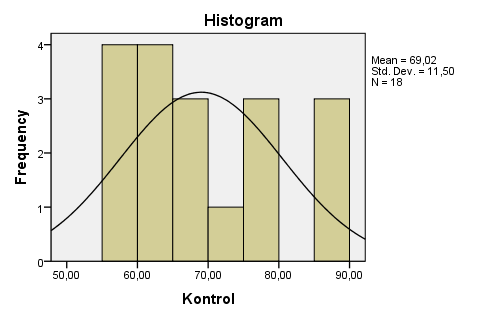 Histogram
Mean = 69,02
Std. Dev. = 11,50
N = 18
Frequency
4
3
2
1
0
50,00 60,00 70,00 80,00 90,00
Kontrol